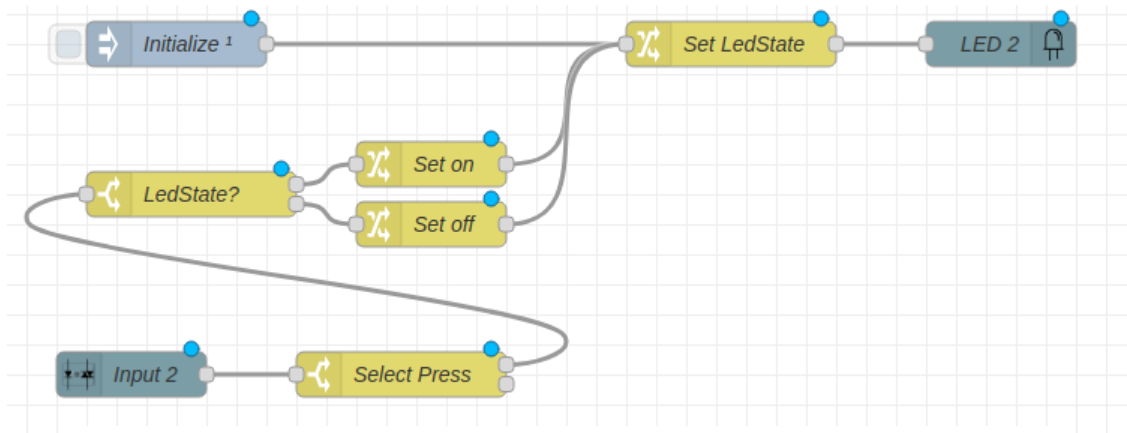 Initialize ¹
Set LedState
LED 2
Set on
LedState?
Set off
Input 2
Select Press